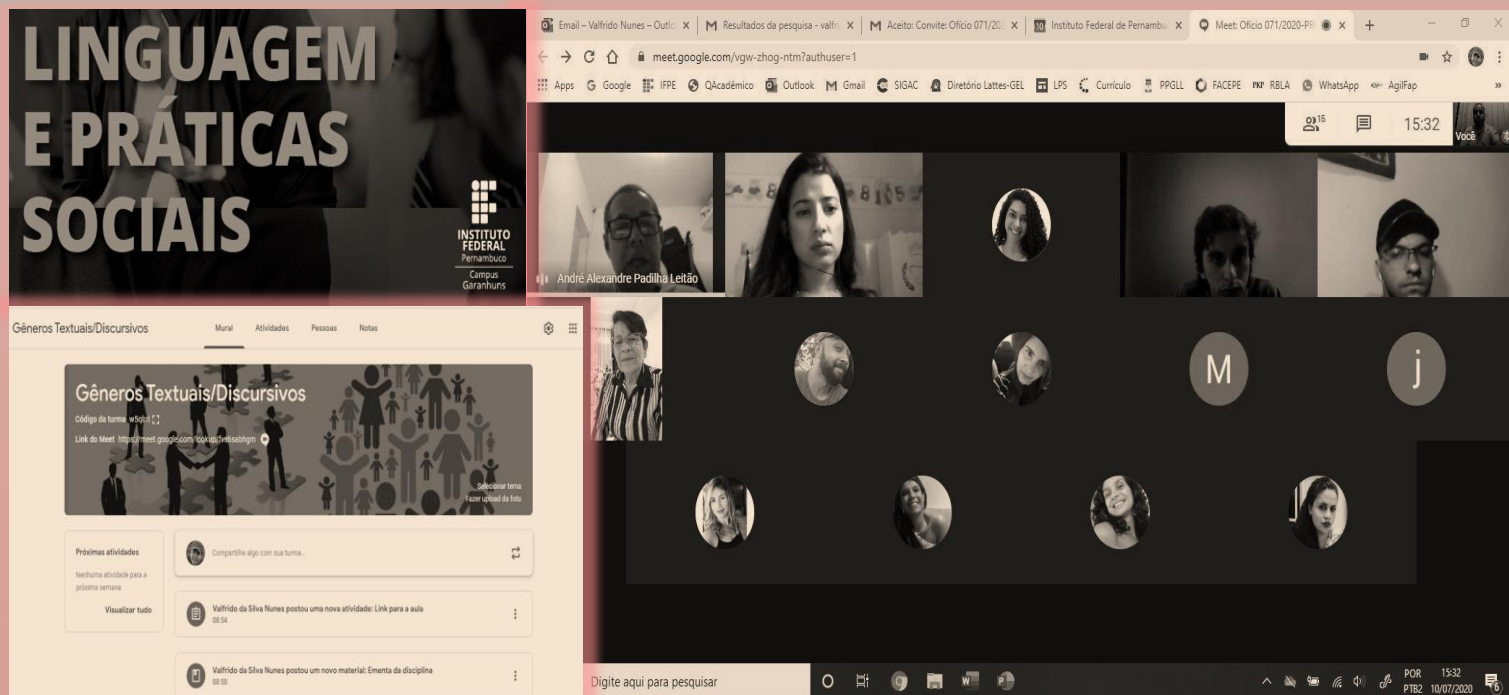 LINGUAGEM
E PRÁTICAS
SOCIAIS
INSTITUTO
FEDERAL
Pernambuco
Campus
Garanhuns
Email – Valfrido Nunes – Outlo
Resultados da pesquisa - valfri
Aceito: Convite: Ofício 071/202
Instituto Federal de Pernambu
Meet: Ofício 071/2020-PR
meet.google.com/vgw-zhog-ntm?authuser=1
Apps Google IFPE QAcadêmico Outlook Gmail SIGAC Diretório Lattes-GEL LPS Currículo PPGLL FACEPE PKP RBLA WhatsApp AgilFap »
15 15:32
Você
André Alexandre Padilha Leitão
M j
Gêneros Textuais/Discursivos Mural Atividades Pessoas Notas
Gêneros Textuais/Discursivos
Código da turma
Link do Meet
Selecionar tema
Fazer upload da foto
Próximas atividades
Nenhuma atividade para a
próxima semana
Visualizar tudo
Compartilhe algo com sua turma...
Valfrido da Silva Nunes postou uma nova atividade: Link para a aula
08:54
Valfrido da Silva Nunes postou um novo material: Ementa da disciplina
08:50
Digite aqui para pesquisar
POR 15:32
PTB2 10/07/2020